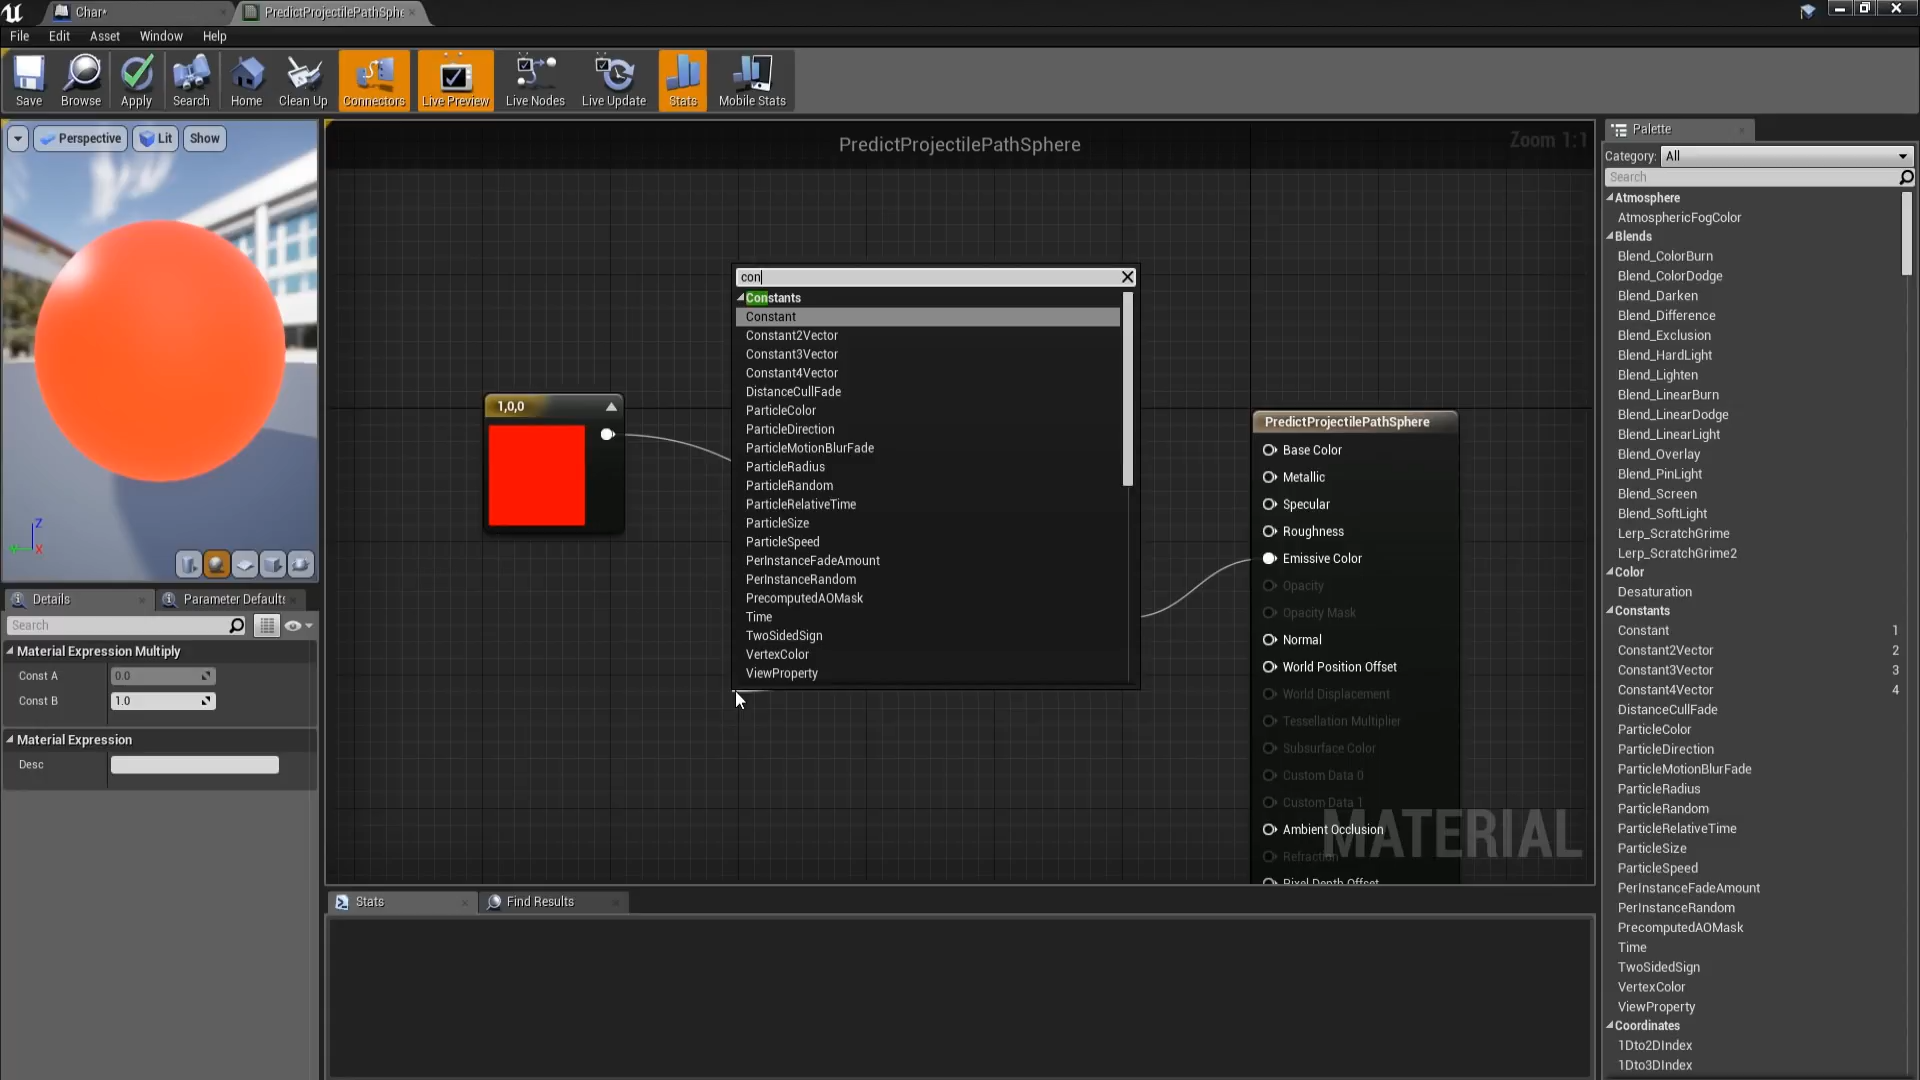 Char*
PredictProjectilePathSphe
File Edit Asset Window Help
Save Browse Apply Search Home Clean Up Connectors Live Preview Live Nodes Live Update Stats Mobile Stats
Perspective Lit Show
Z
X
Details
Parameter Defaults
Search
Material Expression Multiply
Const A 0.0
Const B 1.0
Material Expression
Desc
PredictProjectilePathSphere
Zoom 1:1
1,0,0
con
Constants
Constant
Constant2Vector
Constant3Vector
Constant4Vector
DistanceCullFade
ParticleColor
ParticleDirection
ParticleMotionBlurFade
ParticleRadius
ParticleRandom
ParticleRelativeTime
ParticleSize
ParticleSpeed
PerInstanceFadeAmount
PerInstanceRandom
PrecomputedAOMask
Time
TwoSidedSign
VertexColor
ViewProperty
PredictProjectilePathSphere
Base Color
Metallic
Specular
Roughness
Emissive Color
Opacity
Opacity Mask
Normal
World Position Offset
World Displacement
Tessellation Multiplier
Subsurface Color
Custom Data 0
Custom Data 1
Ambient Occlusion
Refraction
Pixel Depth Offset
MATERIAL
Stats
Find Results
Palette
Category: All
Search
Atmosphere
AtmosphericFogColor
Blends
Blend_ColorBurn
Blend_ColorDodge
Blend_Darken
Blend_Difference
Blend_Exclusion
Blend_HardLight
Blend_Lighten
Blend_LinearBurn
Blend_LinearDodge
Blend_LinearLight
Blend_Overlay
Blend_PinLight
Blend_Screen
Blend_SoftLight
Lerp_ScratchGrime
Lerp_ScratchGrime2
Color
Desaturation
Constants
Constant 1
Constant2Vector 2
Constant3Vector 3
Constant4Vector 4
DistanceCullFade
ParticleColor
ParticleDirection
ParticleMotionBlurFade
ParticleRadius
ParticleRandom
ParticleRelativeTime
ParticleSize
ParticleSpeed
PerInstanceFadeAmount
PerInstanceRandom
PrecomputedAOMask
Time
TwoSidedSign
VertexColor
ViewProperty
Coordinates
1Dto2DIndex
1Dto3DIndex